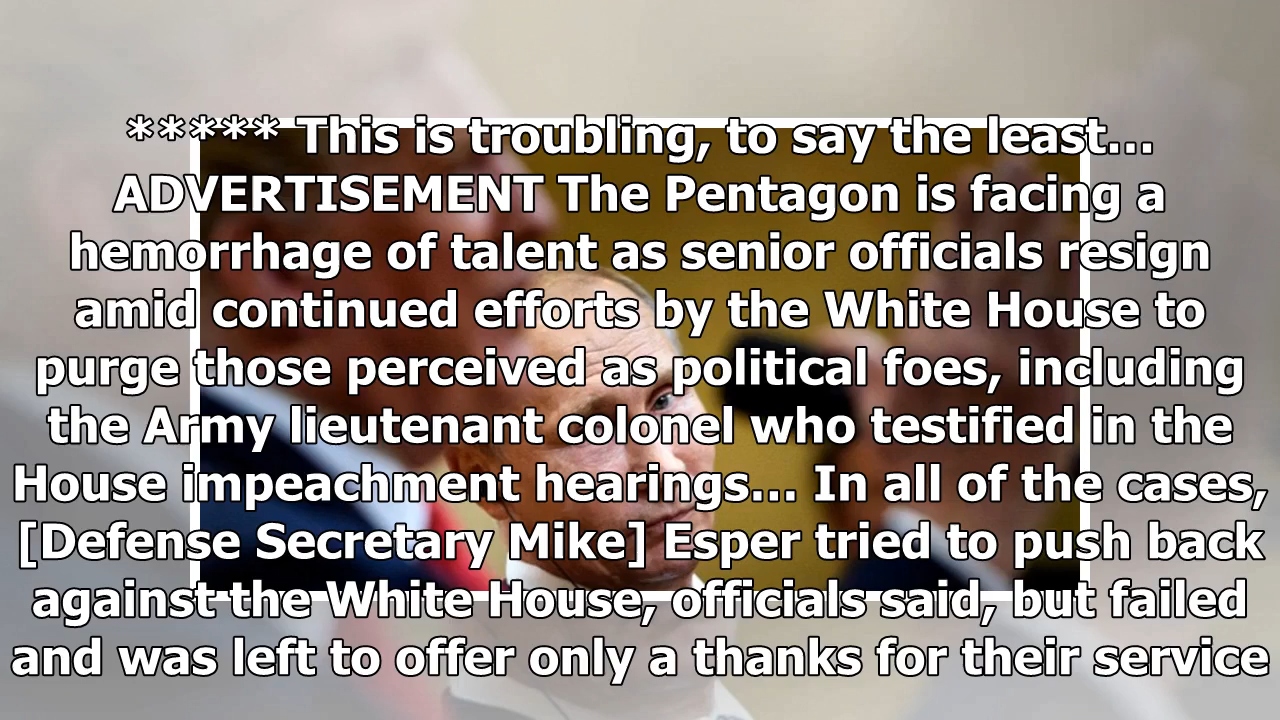 ***** This is troubling, to say the least...
ADVERTISEMENT The Pentagon is facing a
hemorrhage of talent as senior officials resign
amid continued efforts by the White House to
purge those perceived as political foes, including
the Army lieutenant colonel who testified in the
House impeachment hearings... In all of the cases,
[Defense Secretary Mike] Esper tried to push back
against the White House, officials said, but failed
and was left to offer only a thanks for their service